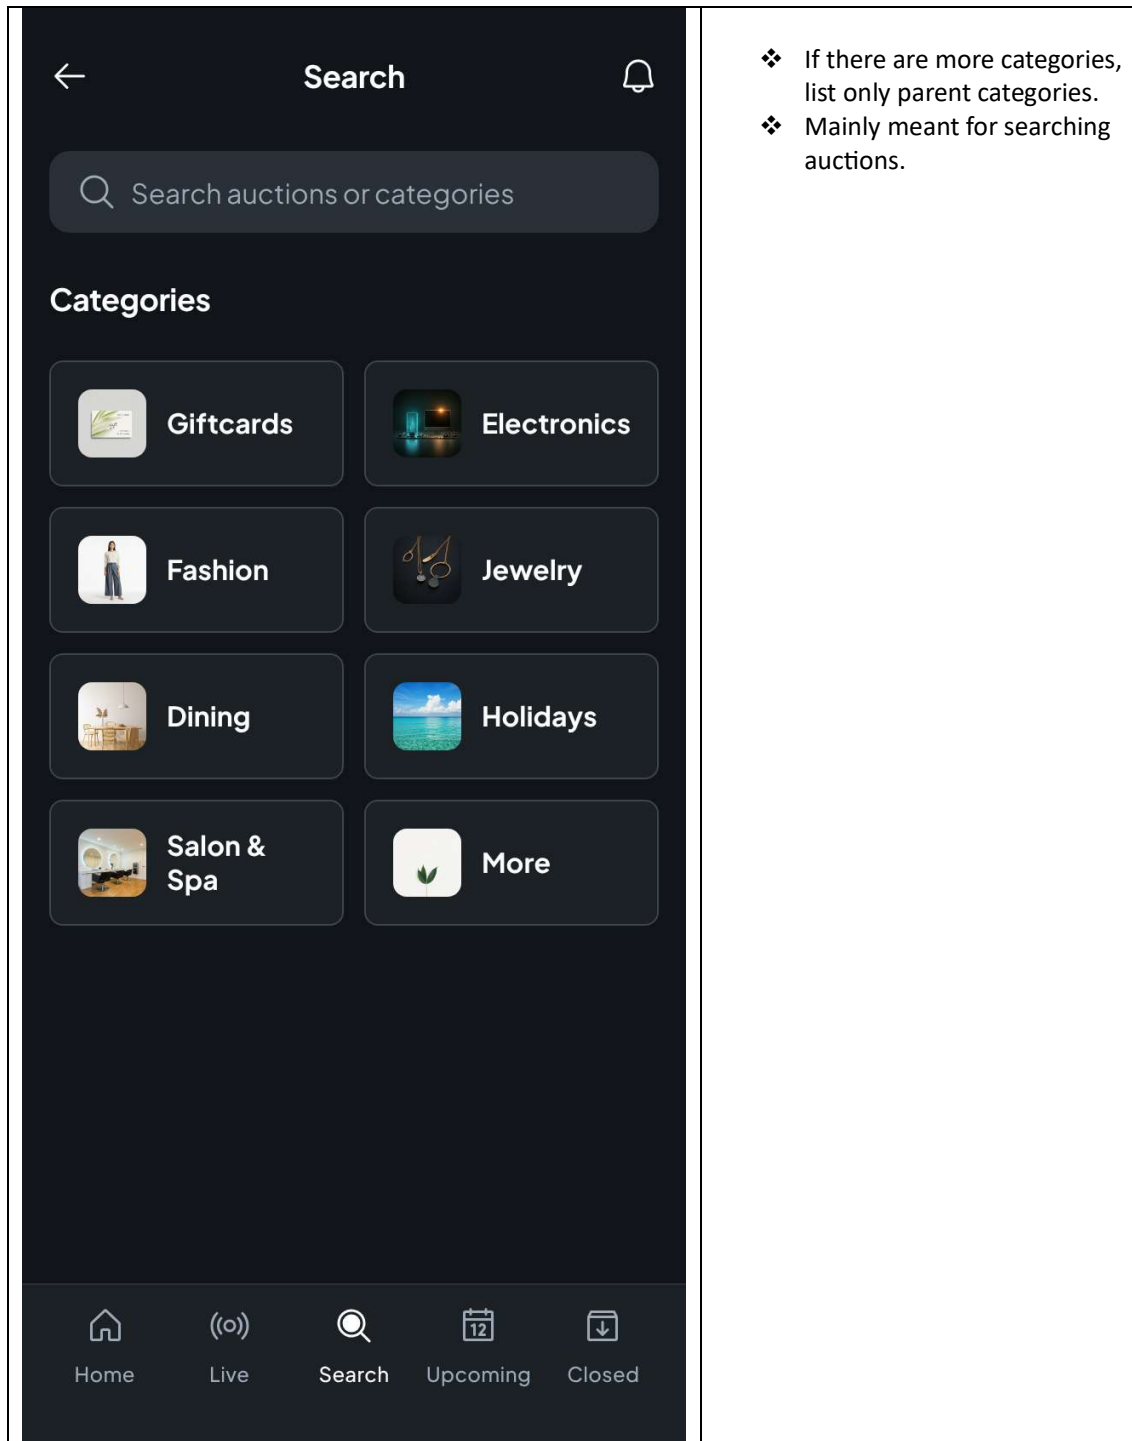 Search
Search auctions or categories
Categories
Giftcards
Electronics
Fashion
Jewelry
Dining
Holidays
Salon &
Spa
More
12
Home
Live
Search
Upcoming
Closed
❖ If there are more categories,
list only parent categories.
❖ Mainly meant for searching
auctions.